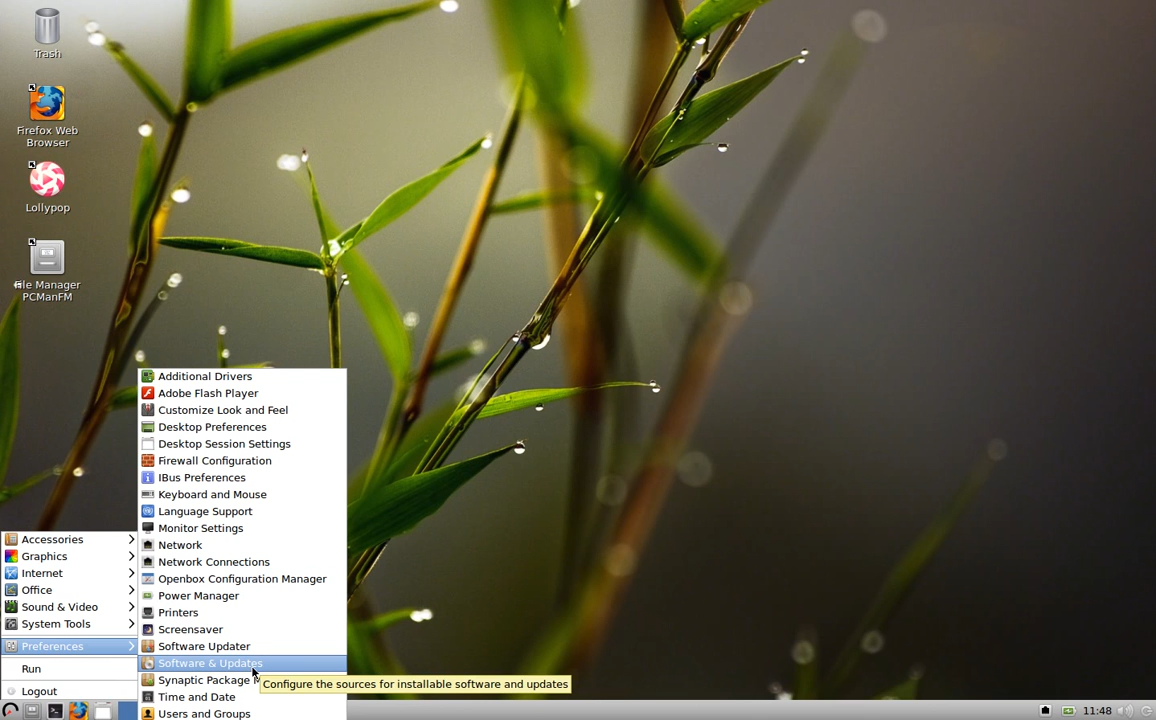 Trash
Firefox Web
Browser
Lollypop
File Manager
PCManFM
Additional Drivers
Adobe Flash Player
Customize Look and Feel
Desktop Preferences
Desktop Session Settings
Firewall Configuration
IBus Preferences
Keyboard and Mouse
Language Support
Monitor Settings
Network
Network Connections
Openbox Configuration Manager
Power Manager
Printers
Screensaver
Software Updater
Software & Updates
Synaptic Package
Time and Date
Users and Groups
Configure the sources for installable software and updates
Accessories
Graphics
Internet
Office
Sound & Video
System Tools
Preferences
Run
Logout
11:48